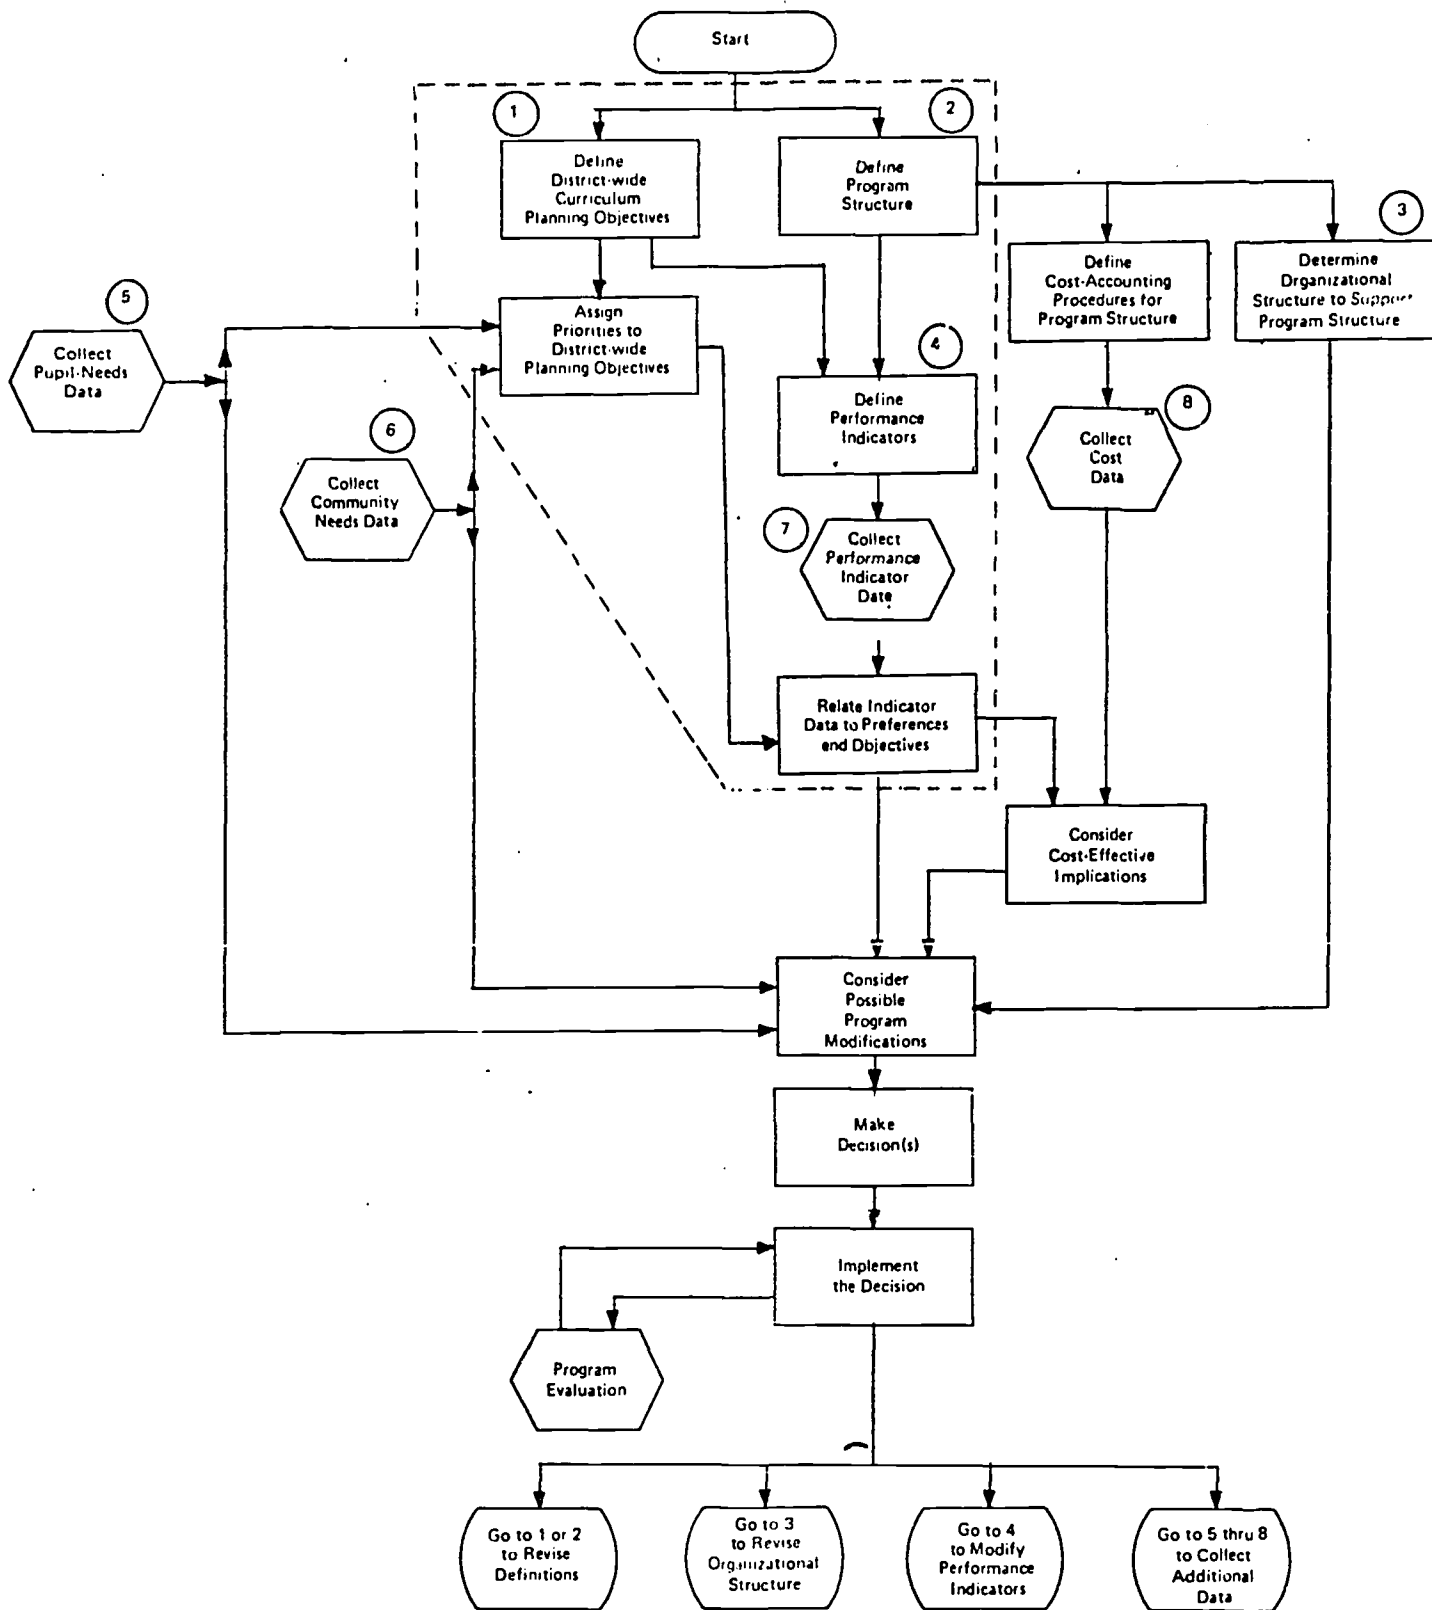 Start
1
2
Define
District-wide
Curriculum
Planning Objectives
Define
Program
Structure
3
Define
Cost-Accounting
Procedures for
Program Structure
Determine
Organizational
Structure to Support
Program Structure
5
Collect
Pupil-Needs
Data
Assign
Priorities to
District-wide
Planning Objectives
4
Define
Performance
Indicators
8
Collect
Cost
Data
6
Collect
Community
Needs Data
7
Collect
Performance
Indicator
Date
Relate Indicator
Data to Preferences
end Objectives
Consider
Cost-Effective
Implications
Consider
Possible
Program
Modifications
Make
Decision(s)
Implement
the Decision
Program
Evaluation
Go to 1 or 2
to Revise
Definitions
Go to 3
to Revise
Organizational
Structure
Go to 4
to Modify
Performance
Indicators
Go to 5 thru 8
to Collect
Additional
Data